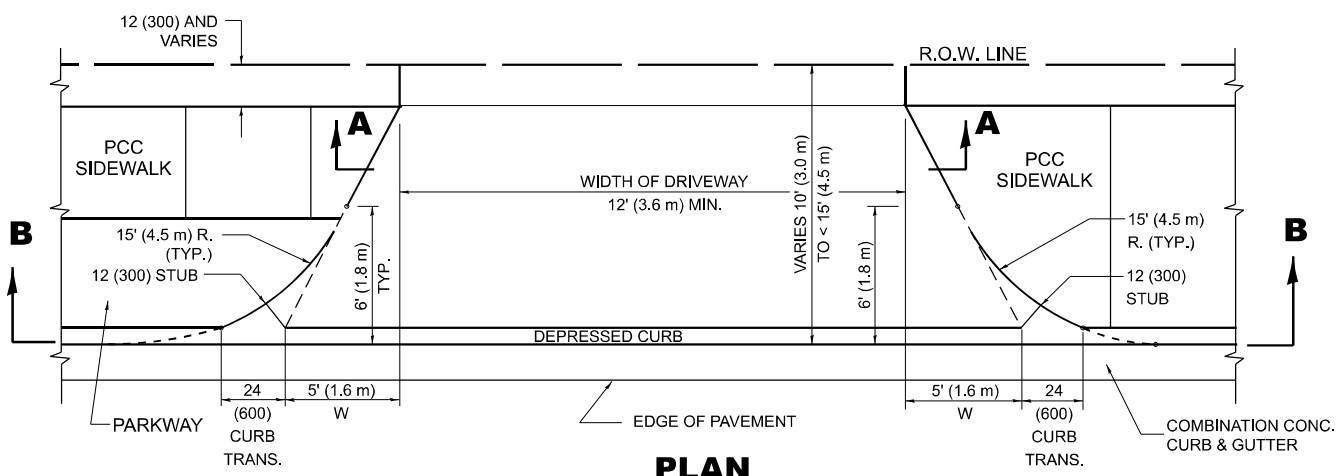 12 (300) AND
VARIES
R.O.W. LINE
A
A
PCC
SIDEWALK
PCC
SIDEWALK
WIDTH OF DRIVEWAY
12' (3.6 m) MIN.
VARIES 10' (3.0 m)
TO < 15' (4.5 m)
B
B
15' (4.5 m) R.
(TYP.)
15' (4.5 m)
R. (TYP.)
12 (300) STUB
12 (300)
STUB
6' (1.8 m)
TYP.
6' (1.8 m)
DEPRESSED CURB
24
(600)
CURB
TRANS.
5' (1.6 m)
W
5' (1.6 m)
W
24
(600)
CURB
TRANS.
PARKWAY
EDGE OF PAVEMENT
COMBINATION CONC.
CURB & GUTTER
PLAN